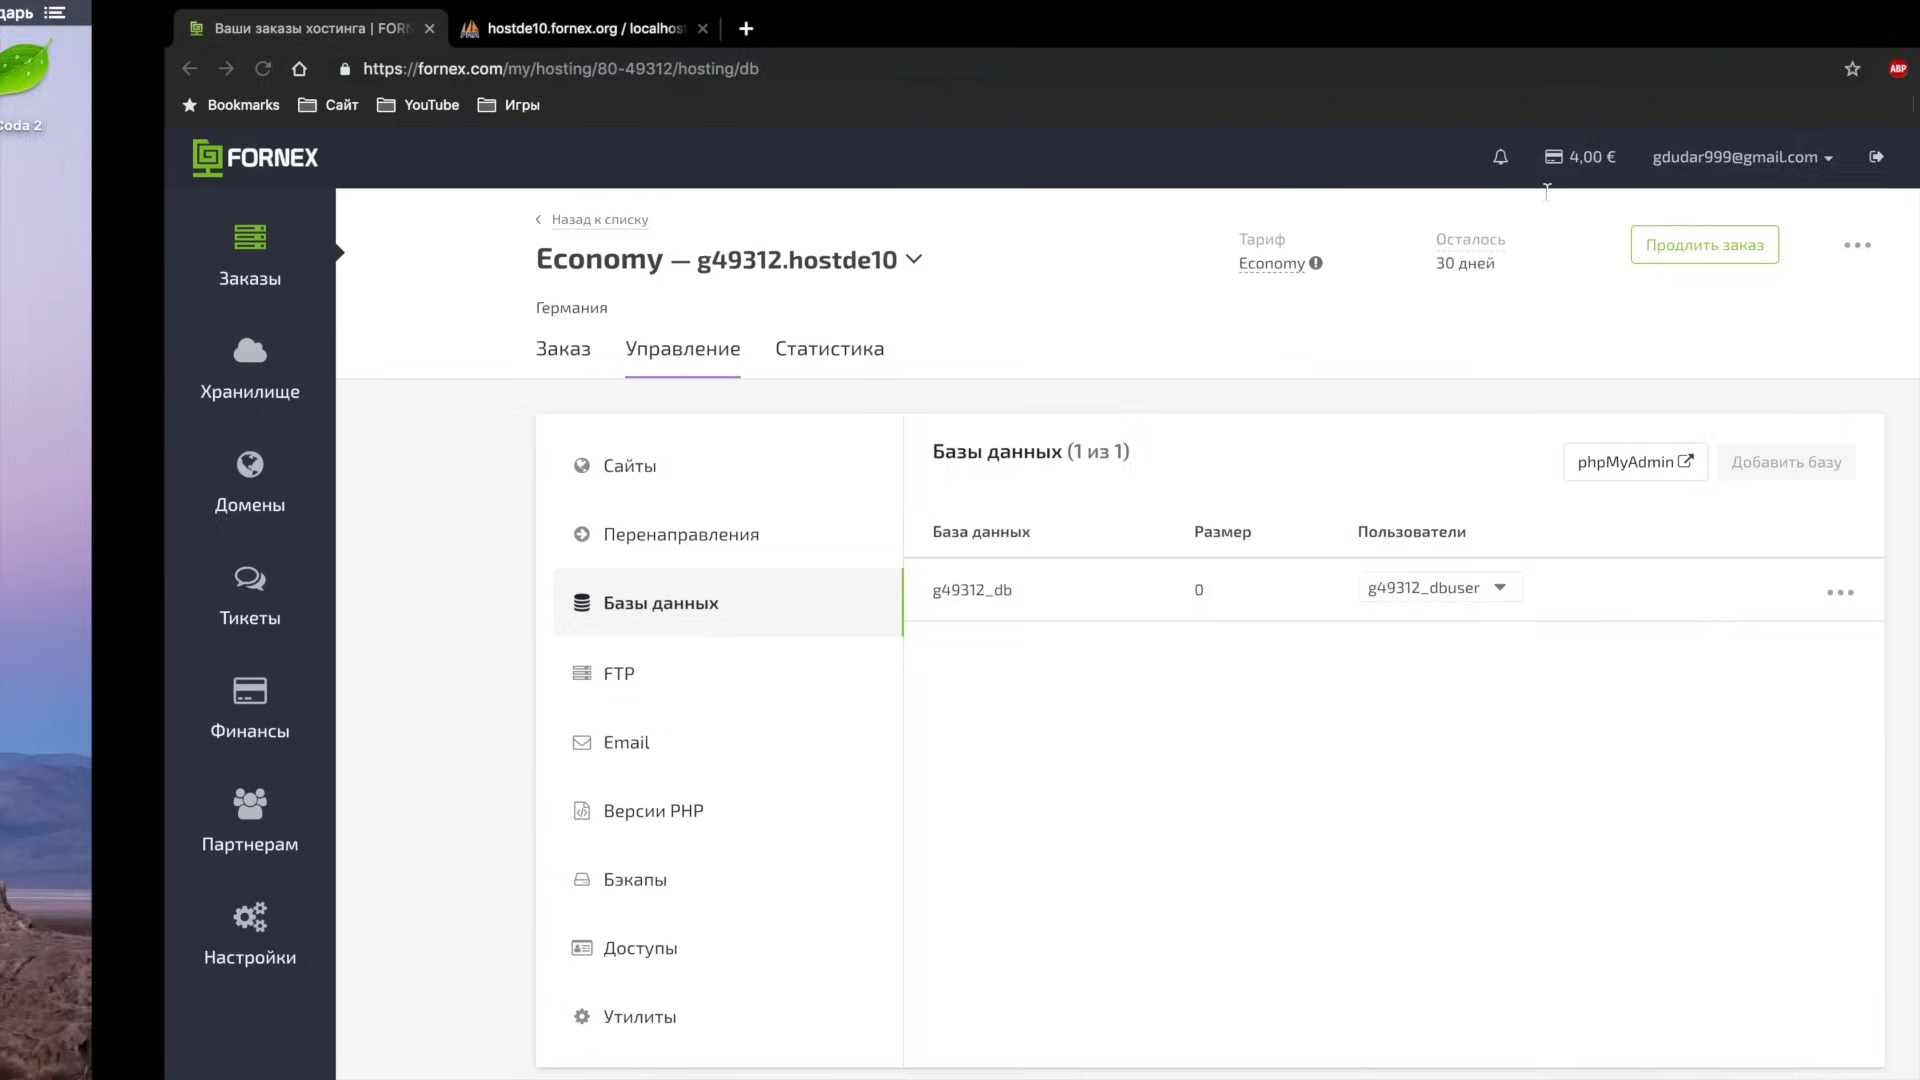 дарь
Coda 2
Ваши заказы хостинга | FORN
hostde10.fornex.org / localhos
https://fornex.com/my/hosting/80-49312/hosting/db
ABP
Bookmarks
Сайт
YouTube
Игры
FORNEX
4,00 €
gdudar999@gmail.com
Заказы
Хранилище
Домены
Тикеты
Финансы
Партнерам
Настройки
Назад к списку
Economy — g49312.hostde10
Германия
Тариф
Economy
Осталось
30 дней
Продлить заказ
Заказ
Управление
Статистика
Сайты
Перенаправления
Базы данных
FTP
Email
Версии PHP
Бэкапы
Доступы
Утилиты
Базы данных (1 из 1)
phpMyAdmin
Добавить базу
База данных
Размер
Пользователи
g49312_db
0
g49312_dbuser